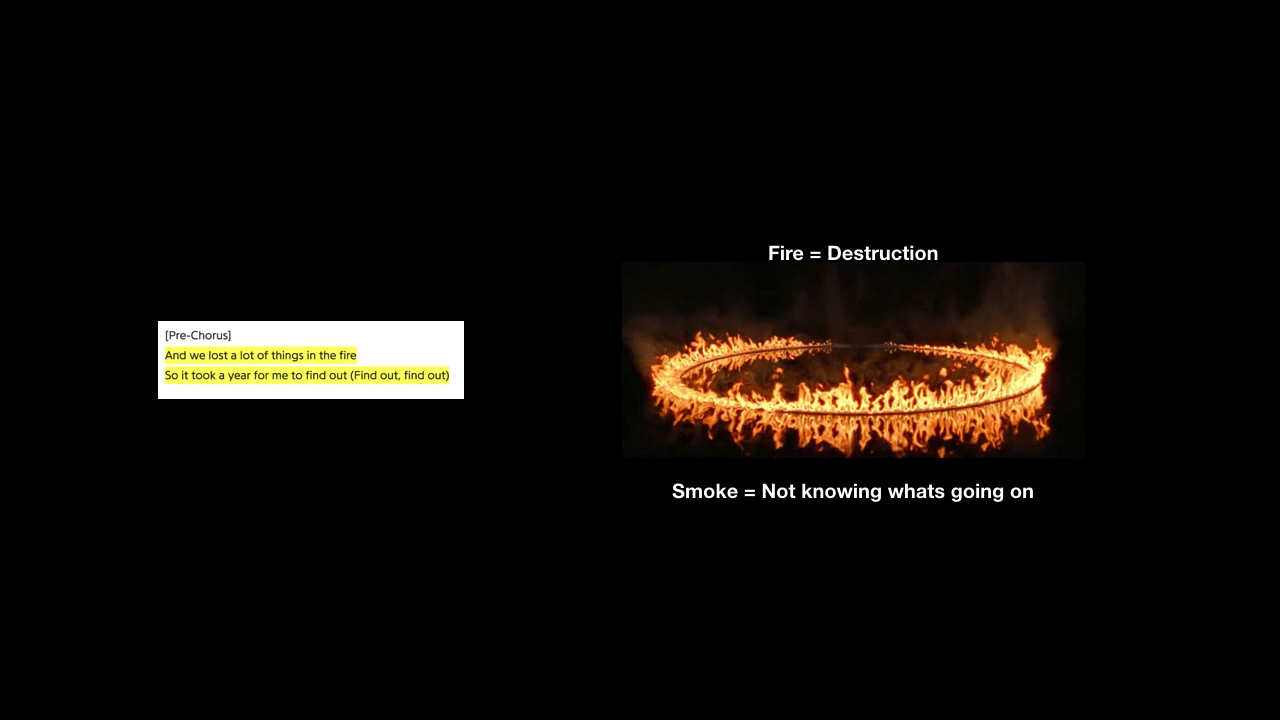 [Pre-Chorus]
And we lost a lot of things in the fire
So it took a year for me to find out (Find out, find out)
Fire = Destruction
Smoke = Not knowing whats going on